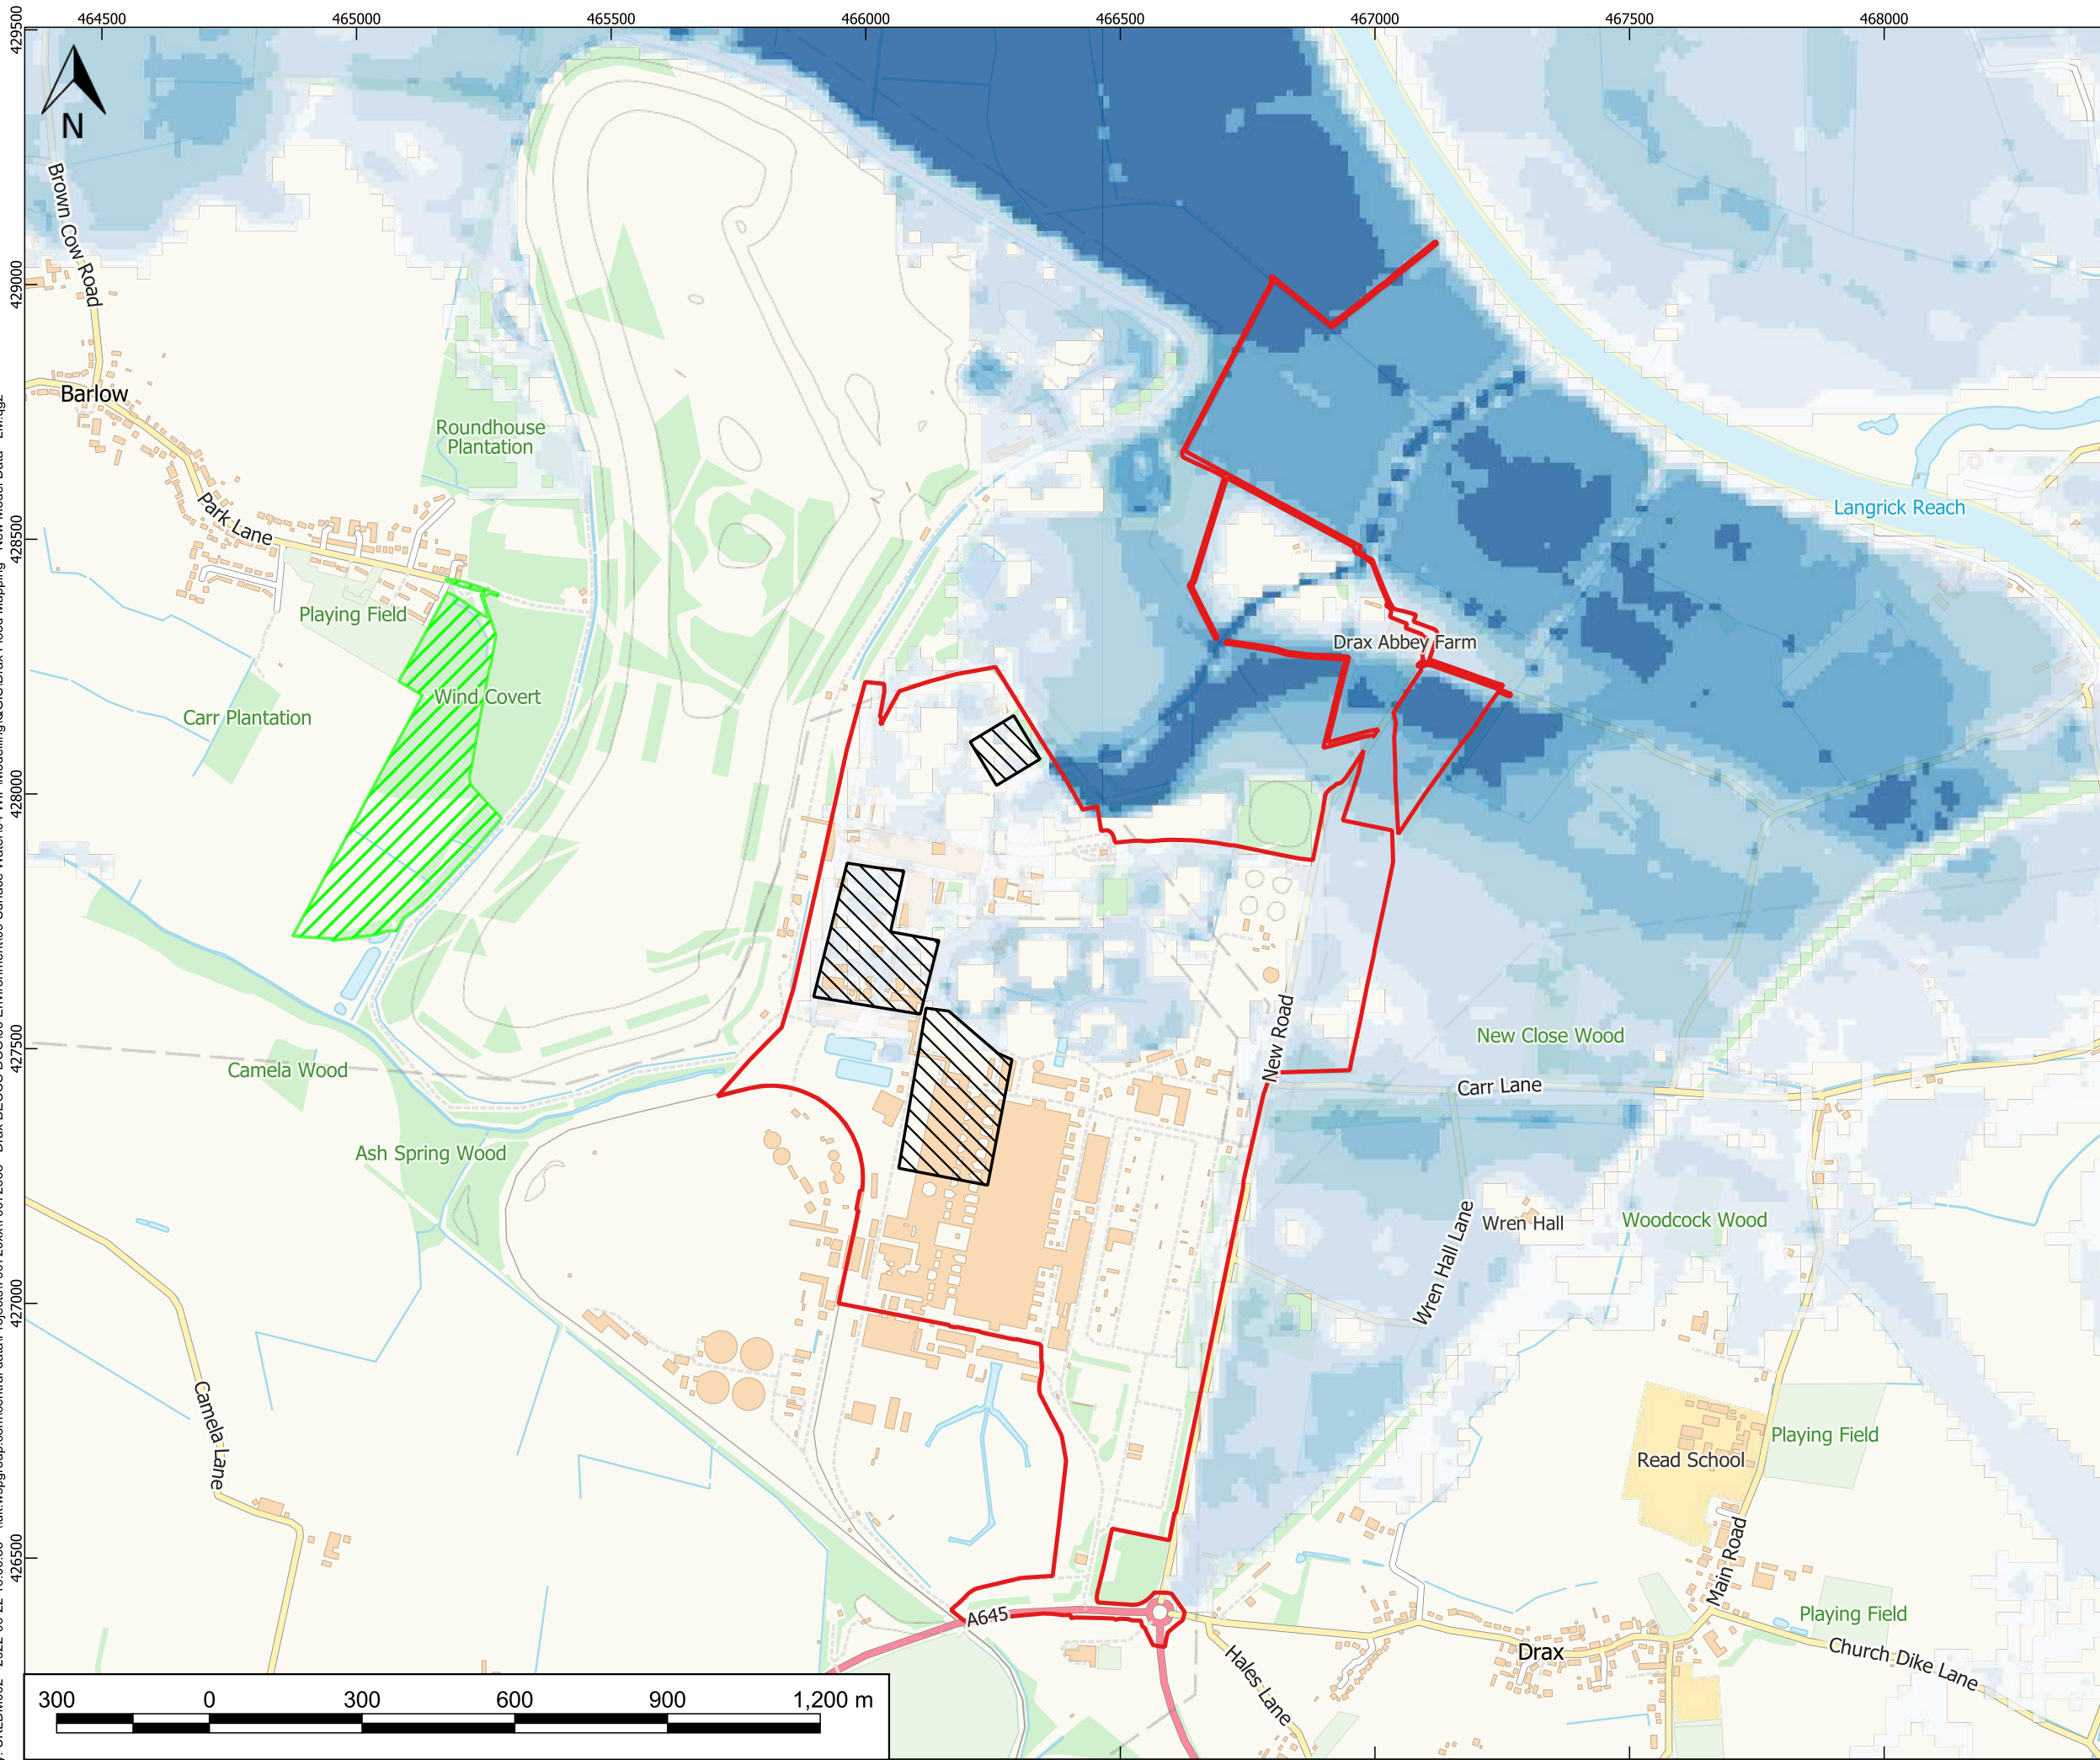 464500 465000 465500 466000 466500 467000 467500 468000
429500
N
Brown Cow Road
429000
Barlow
Roundhouse
Plantation
Park Lane
Langrick Reach
428500
Playing Field
Drax Abbey Farm
Wind Covert
Carr Plantation
428000
New Road
New Close Wood
427500
Camela Wood
Carr Lane
Ash Spring Wood
Wren Hall Lane
Wren Hall
Woodcock Wood
427000
Camela Lane
Playing Field
Read School
426500
Main Road
A645
Playing Field
Drax
Church Dike Lane
Hales Lane
300 0 300 600 900 1,200 m